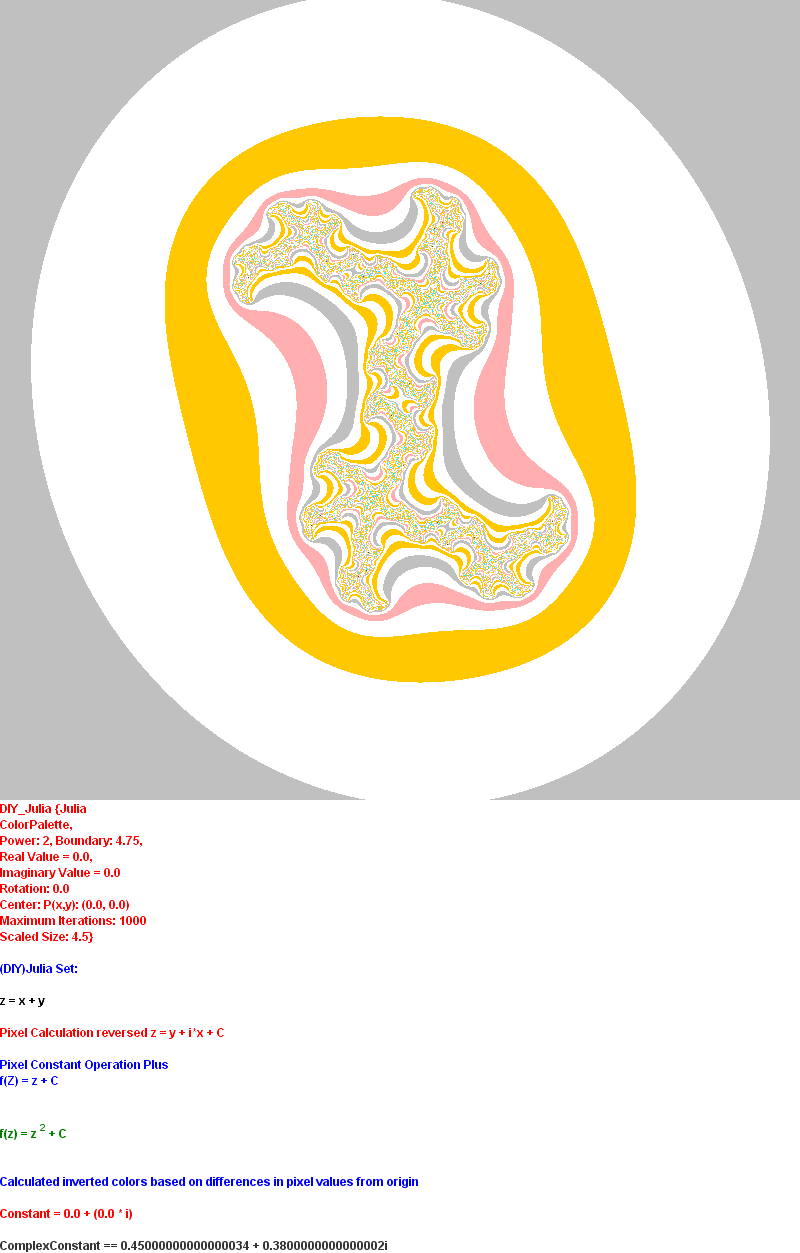 DIY_Julia {Julia
ColorPalette,
Power: 2, Boundary: 4.75,
Real Value = 0.0,
Imaginary Value = 0.0
Rotation: 0.0
Center: P(x,y): (0.0, 0.0)
Maximum Iterations: 1000
Scaled Size: 4.5}
(DIY)Julia Set:
z = x + y
Pixel Calculation reversed z = y + i*x + C
Pixel Constant Operation Plus
f(Z) = z + C
f(z) = z 2 + C
Calculated inverted colors based on differences in pixel values from origin
Constant = 0.0 + (0.0 * i)
ComplexConstant == 0.45000000000000034 + 0.3800000000000002i